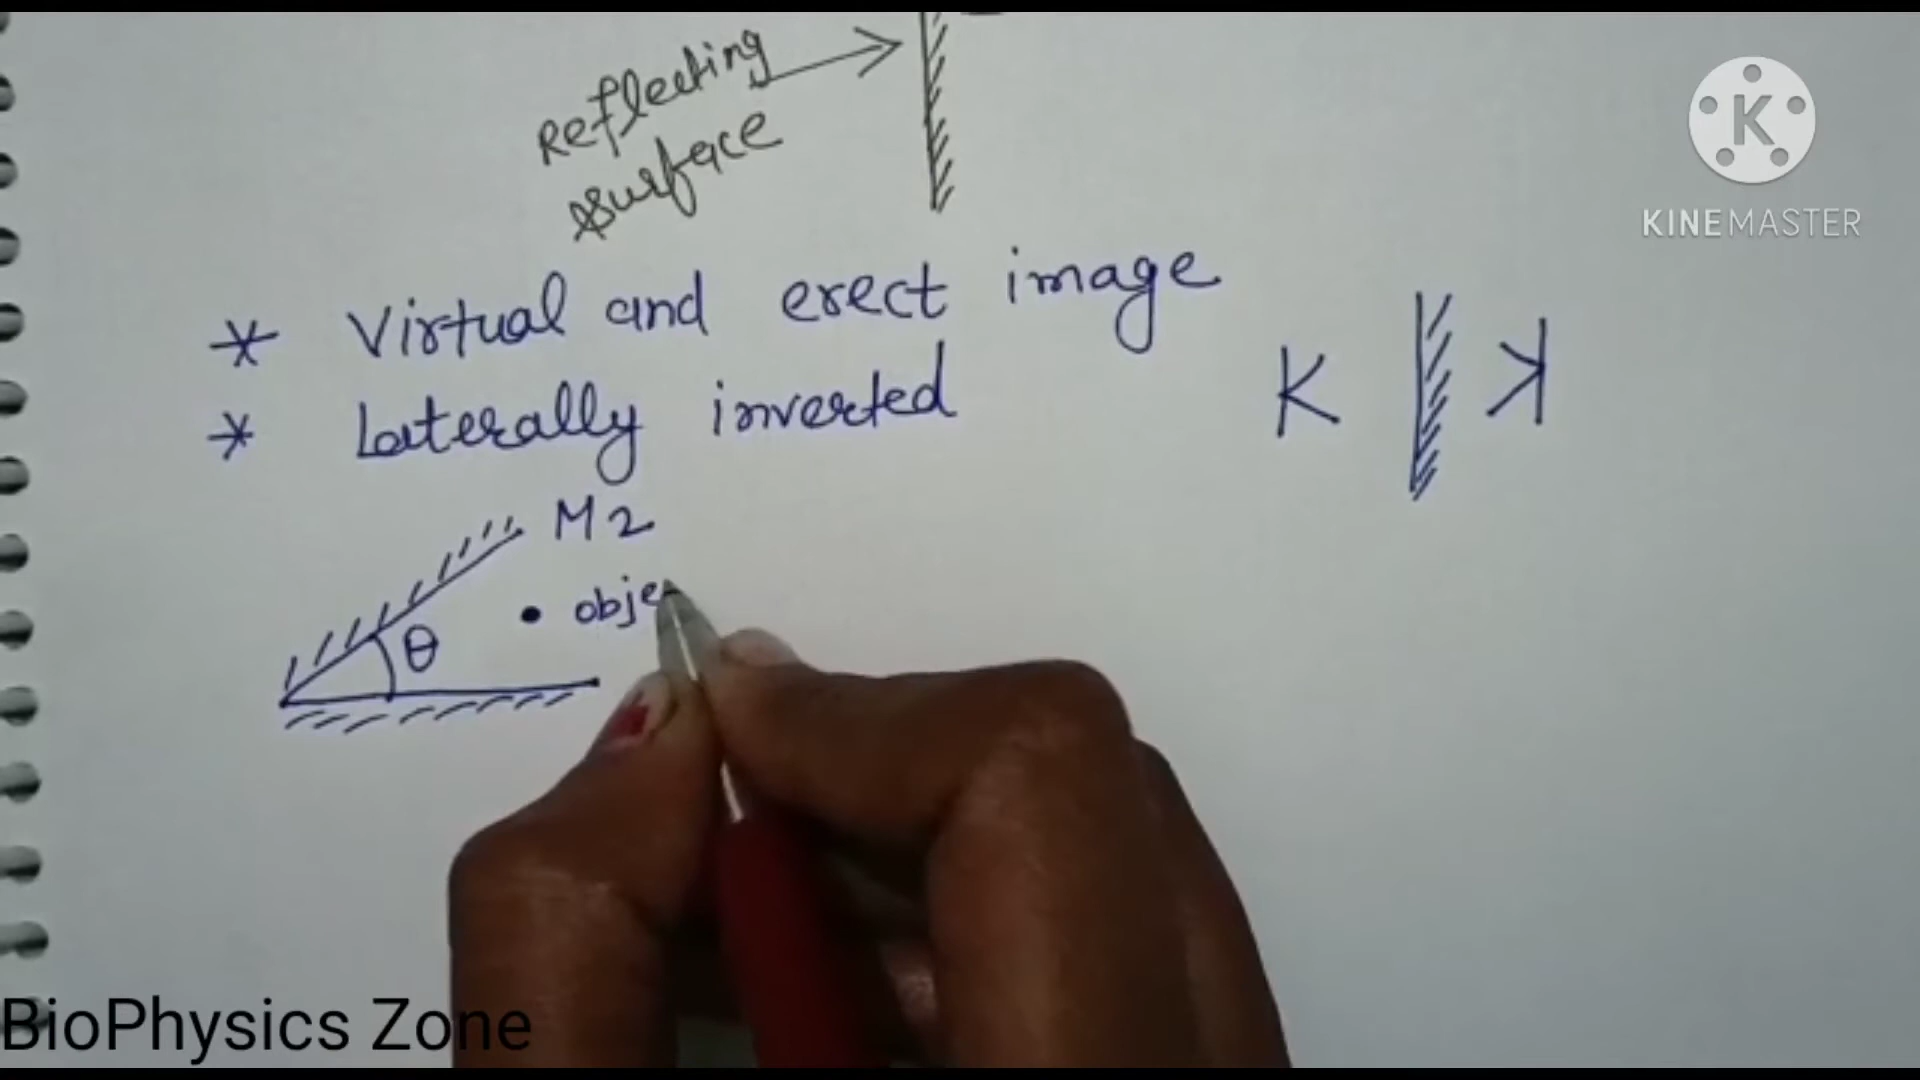 Reflecting
surface
K
KINEMASTER
* Virtual and erect image
* Laterally inverted
K K
M2
• obje
θ
BioPhysics Zone